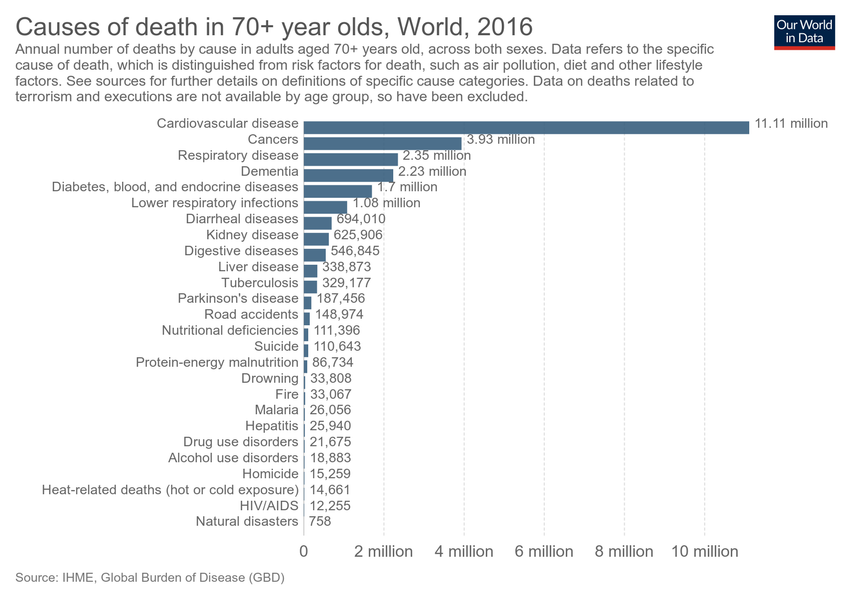 Causes of death in 70+ year olds, World, 2016
Our World
in Data
Annual number of deaths by cause in adults aged 70+ years old, across both sexes. Data refers to the specific
cause of death, which is distinguished from risk factors for death, such as air pollution, diet and other lifestyle
factors. See sources for further details on definitions of specific cause categories. Data on deaths related to
terrorism and executions are not available by age group, so have been excluded.
Cardiovascular disease 11.11 million
Cancers 3.93 million
Respiratory disease 2.35 million
Dementia 2.23 million
Diabetes, blood, and endocrine diseases 1.7 million
Lower respiratory infections 1.08 million
Diarrheal diseases 694,010
Kidney disease 625,906
Digestive diseases 546,845
Liver disease 338,873
Tuberculosis 329,177
Parkinson's disease 187,456
Road accidents 148,974
Nutritional deficiencies 111,396
Suicide 110,643
Protein-energy malnutrition 86,734
Drowning 33,808
Fire 33,067
Malaria 26,056
Hepatitis 25,940
Drug use disorders 21,675
Alcohol use disorders 18,883
Homicide 15,259
Heat-related deaths (hot or cold exposure) 14,661
HIV/AIDS 12,255
Natural disasters 758
0 2 million 4 million 6 million 8 million 10 million
Source: IHME, Global Burden of Disease (GBD)